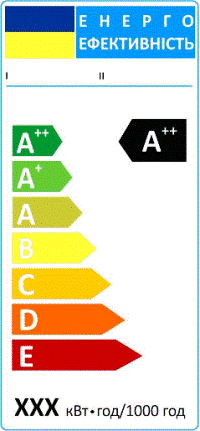 ЕНЕРГО
ЕФЕКТИВНІСТЬ
I II
A++ A++
A+
A
B
C
D
E
XXX кВт•год/1000 год